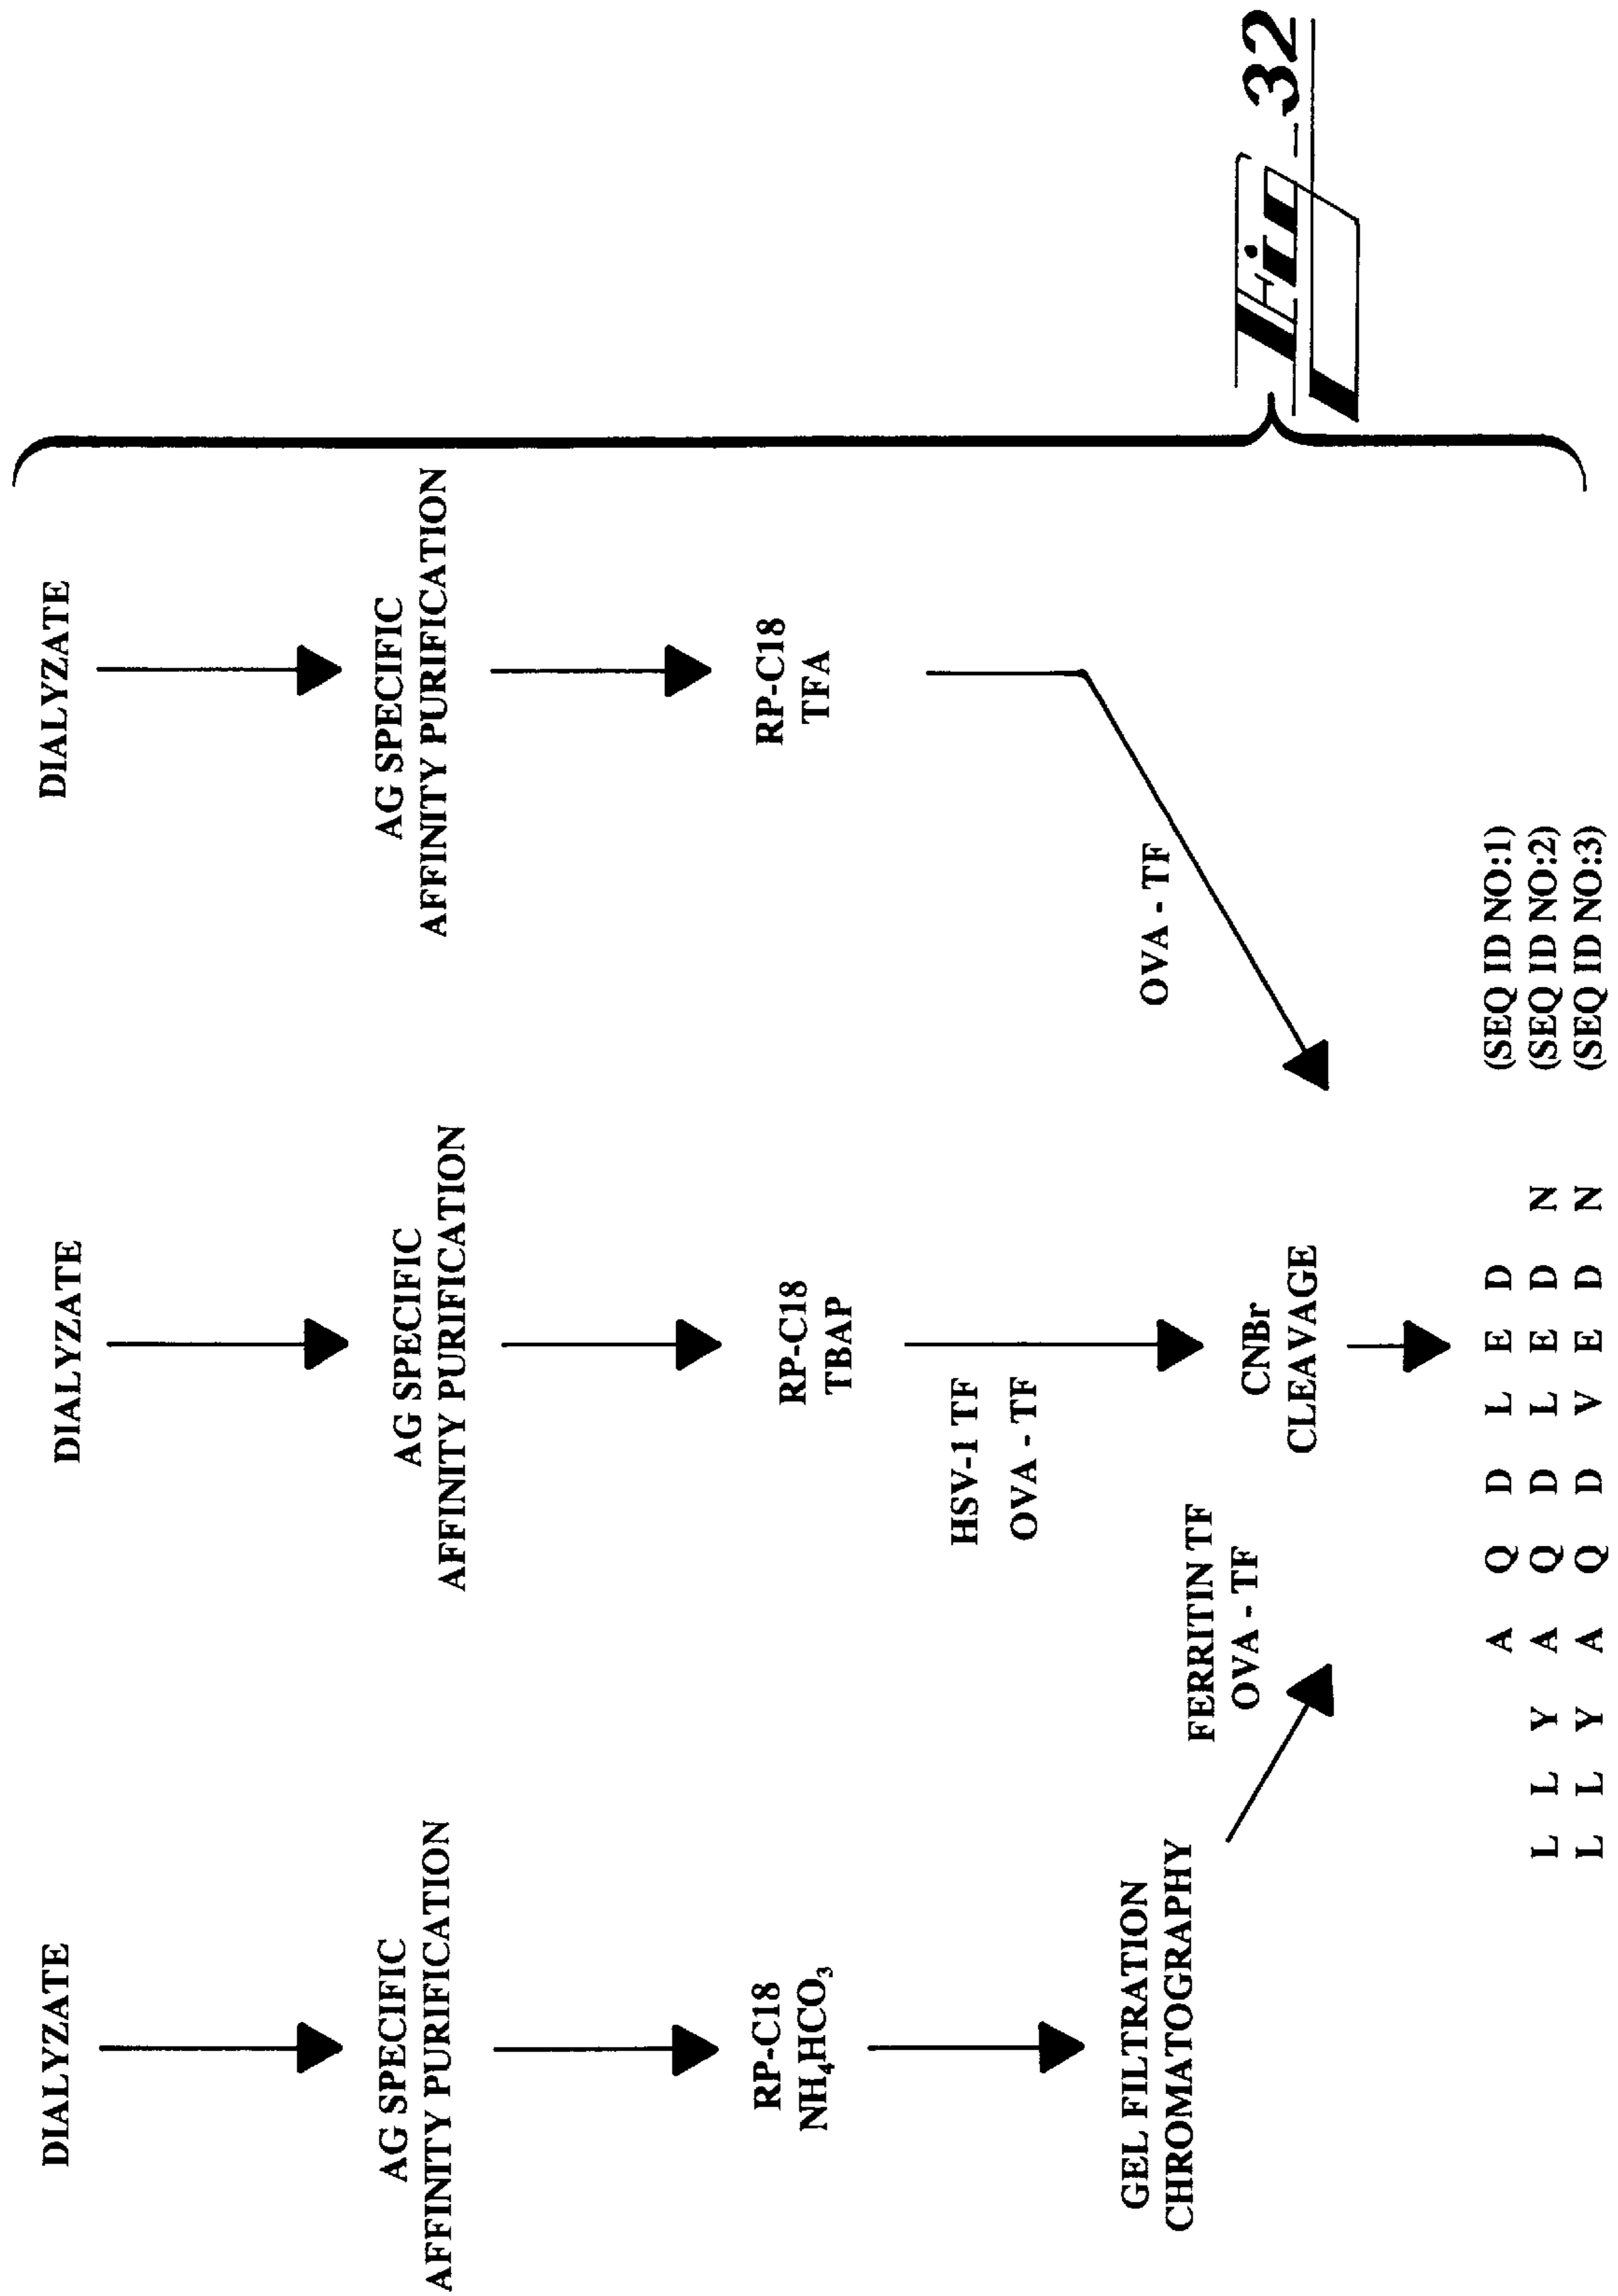 DIALYZATE
AG SPECIFIC
AFFINITY PURIFICATION
RP-C18
NH₄HCO₃
GEL FILTRATION
CHROMATOGRAPHY
FERRITIN TF
OVA - TF
DIALYZATE
AG SPECIFIC
AFFINITY PURIFICATION
RP-C18
TBAP
HSV-1 TF
OVA - TF
CNBr
CLEAVAGE
DIALYZATE
AG SPECIFIC
AFFINITY PURIFICATION
RP-C18
TFA
OVA - TF
A Q D L E D (SEQ ID NO:1)
L L Y A Q D L E D N (SEQ ID NO:2)
L L Y A Q D V E D N (SEQ ID NO:3)
Fig_32